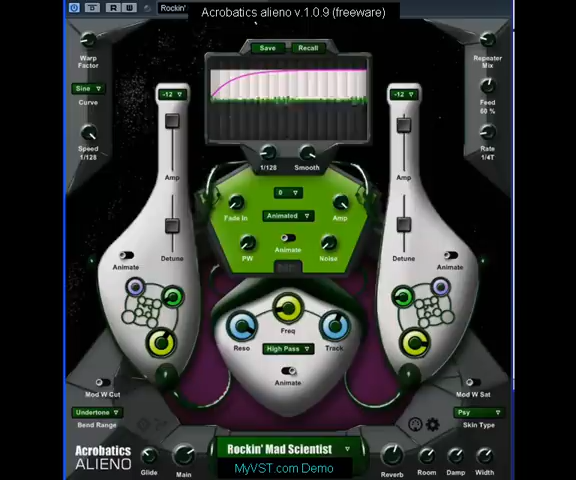 R W Rockin'
Acrobatics alieno v.1.0.9 (freeware)
Save Recall
Warp
Factor
Sine
Curve
Speed
1/128
Repeater
Mix
Feed
60 %
Rate
1/4T
-12
-12
1/128 Smooth
Amp
Amp
0
Fade In Animated Amp
Animate
PW Noise
Detune
Detune
Animate
Animate
Freq
Reso Track
High Pass
Animate
Mod W Cut
Mod W Sat
Undertone
Bend Range
Psy
Skin Type
Acrobatics
ALIENO
Glide Main
Rockin' Mad Scientist
MyVST.com Demo
Reverb Room Damp Width